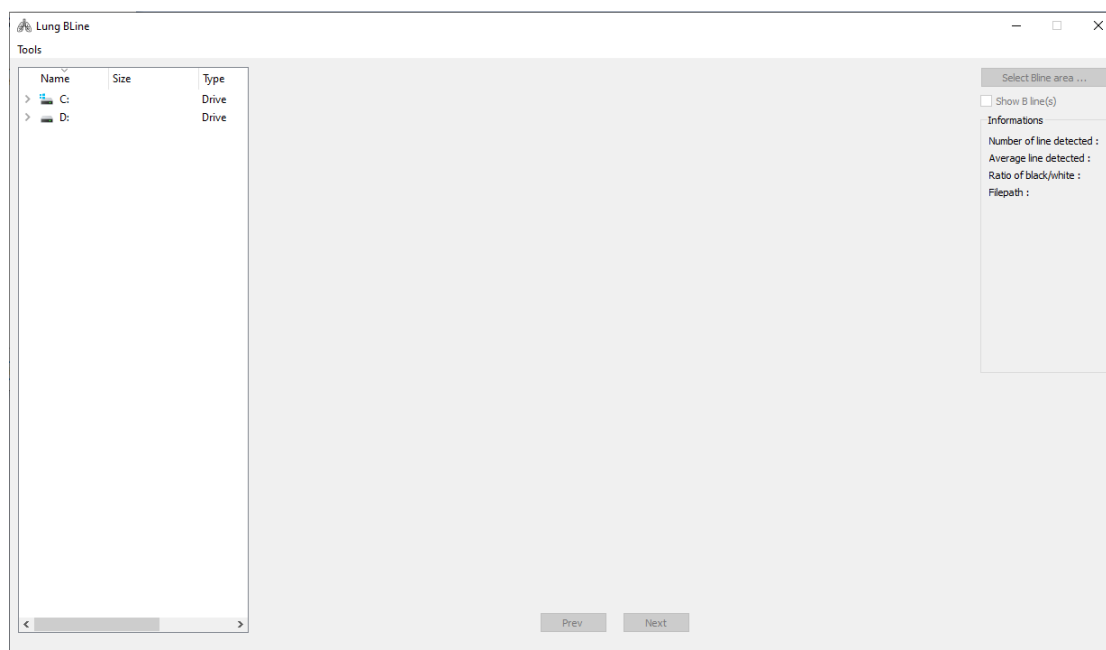 Lung BLine
Tools
Name Size Type
C: Drive
D: Drive
Select Bline area ...
Show B line(s)
Informations
Number of line detected :
Average line detected :
Ratio of black/white :
Filepath :
Prev Next